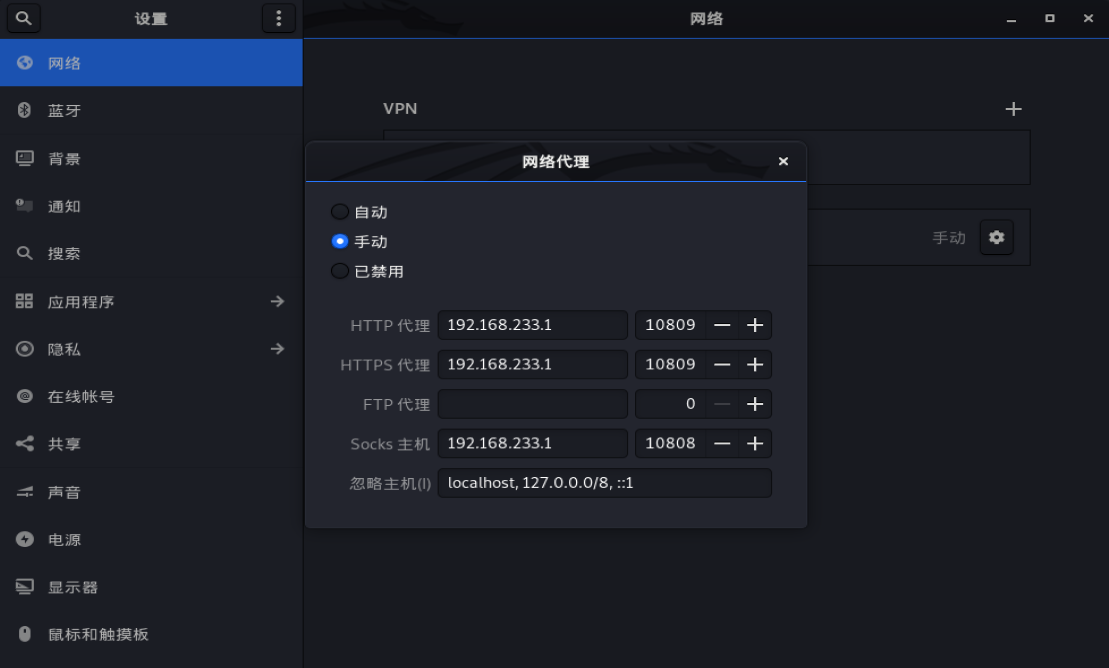 设置
网络
网络
蓝牙
背景
通知
搜索
应用程序
隐私
在线帐号
共享
声音
电源
显示器
鼠标和触摸板
VPN
手动
网络代理
自动
手动
已禁用
HTTP 代理 192.168.233.1 10809
HTTPS 代理 192.168.233.1 10809
FTP 代理 0
Socks 主机 192.168.233.1 10808
忽略主机(I) localhost, 127.0.0.0/8, ::1